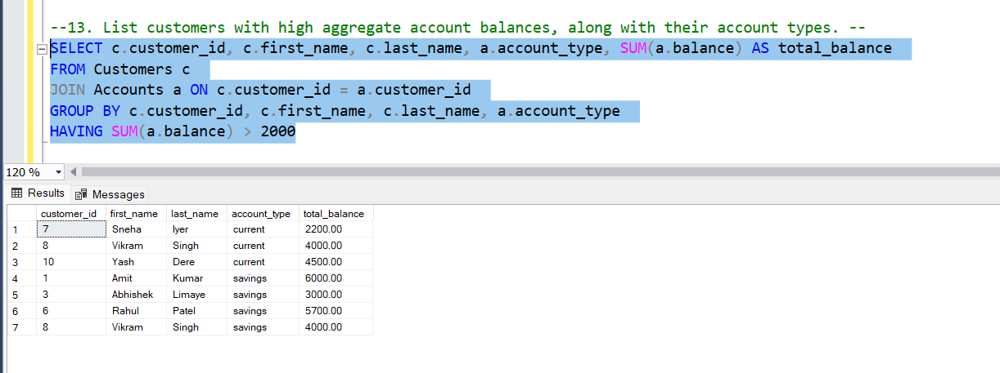 --13. List customers with high aggregate account balances, along with their account types. --
SELECT c.customer_id, c.first_name, c.last_name, a.account_type, SUM(a.balance) AS total_balance
FROM Customers c
JOIN Accounts a ON c.customer_id = a.customer_id
GROUP BY c.customer_id, c.first_name, c.last_name, a.account_type
HAVING SUM(a.balance) > 2000
120 %
Results Messages
customer_id first_name last_name account_type total_balance
1 7 Sneha Iyer current 2200.00
2 8 Vikram Singh current 4000.00
3 10 Yash Dere current 4500.00
4 1 Amit Kumar savings 6000.00
5 3 Abhishek Limaye savings 3000.00
6 6 Rahul Patel savings 5700.00
7 8 Vikram Singh savings 4000.00